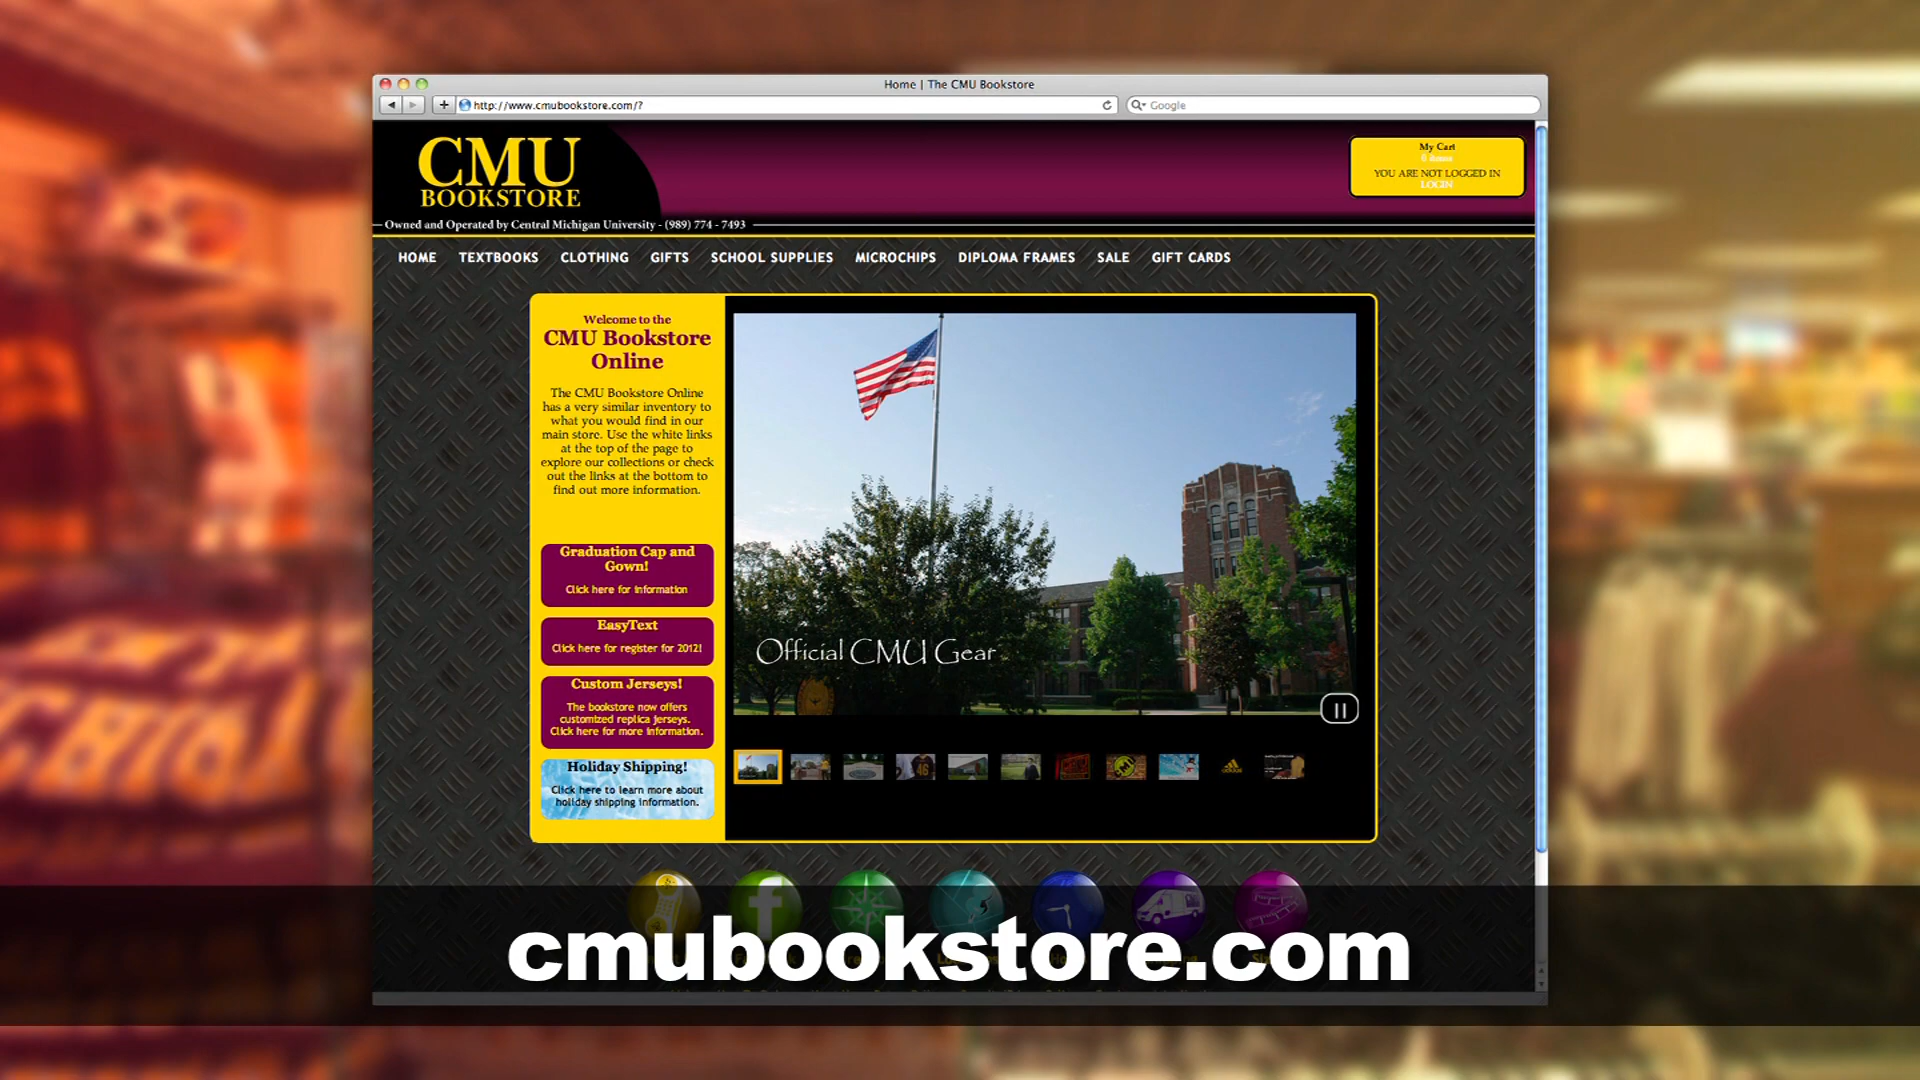 Home | The CMU Bookstore
http://www.cmubookstore.com/?
Google
CMU
BOOKSTORE
Owned and Operated by Central Michigan University - (989) 774 - 7493
My Cart
0 items
YOU ARE NOT LOGGED IN
LOGIN
HOME TEXTBOOKS CLOTHING GIFTS SCHOOL SUPPLIES MICROCHIPS DIPLOMA FRAMES SALE GIFT CARDS
Welcome to the
CMU Bookstore
Online
The CMU Bookstore Online
has a very similar inventory to
what you would find in our
main store. Use the white links
at the top of the page to
explore our collections or check
out the links at the bottom to
find out more information.
Graduation Cap and
Gown!
Click here for information
EasyText
Click here for register for 2012!
Custom Jerseys!
The bookstore now offers
customized replica jerseys.
Click here for more information.
Holiday Shipping!
Click here to learn more about
holiday shipping information.
Official CMU Gear
46
CMU
adidas
cmubookstore.com